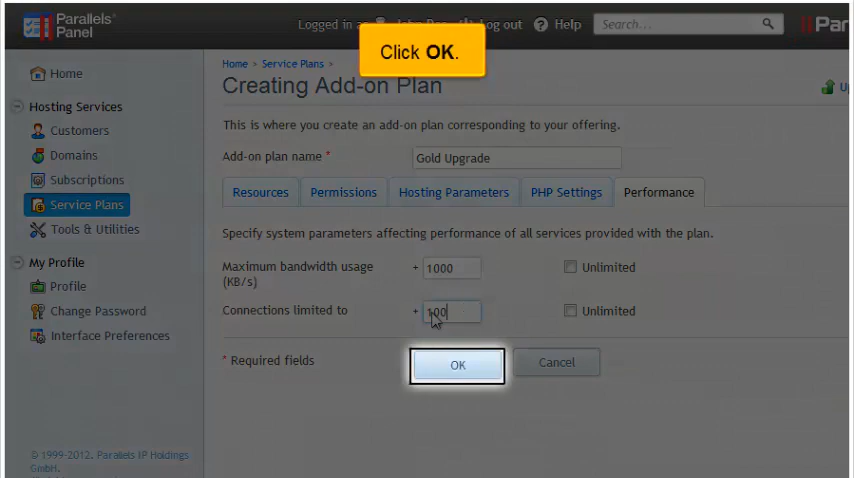 Parallels®
Panel
Logged in as
Log out
Help
Search...
Click OK.
Home
Hosting Services
Customers
Domains
Subscriptions
Service Plans
Tools & Utilities
My Profile
Profile
Change Password
Interface Preferences
© 1999-2012. Parallels IP Holdings
GmbH.
Home > Service Plans >
Creating Add-on Plan
This is where you create an add-on plan corresponding to your offering.
Add-on plan name * Gold Upgrade
Resources Permissions Hosting Parameters PHP Settings Performance
Specify system parameters affecting performance of all services provided with the plan.
Maximum bandwidth usage + 1000 Unlimited
(KB/s)
Connections limited to + 100 Unlimited
* Required fields OK Cancel